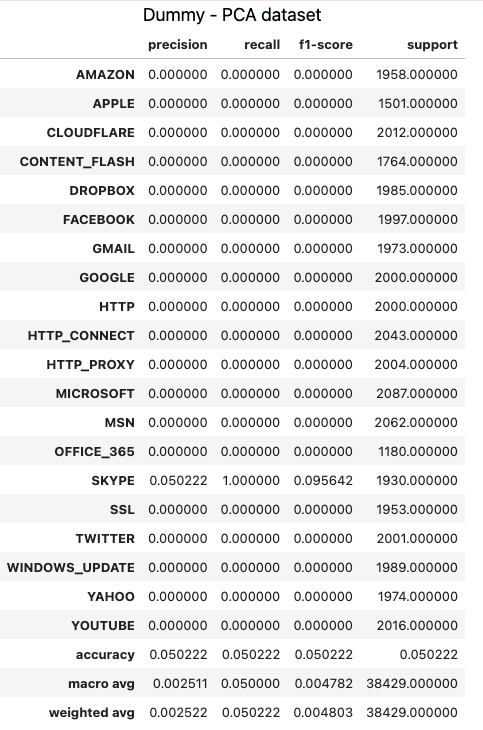 Dummy - PCA dataset
precision recall f1-score support
AMAZON 0.000000 0.000000 0.000000 1958.000000
APPLE 0.000000 0.000000 0.000000 1501.000000
CLOUDFLARE 0.000000 0.000000 0.000000 2012.000000
CONTENT_FLASH 0.000000 0.000000 0.000000 1764.000000
DROPBOX 0.000000 0.000000 0.000000 1985.000000
FACEBOOK 0.000000 0.000000 0.000000 1997.000000
GMAIL 0.000000 0.000000 0.000000 1973.000000
GOOGLE 0.000000 0.000000 0.000000 2000.000000
HTTP 0.000000 0.000000 0.000000 2000.000000
HTTP_CONNECT 0.000000 0.000000 0.000000 2043.000000
HTTP_PROXY 0.000000 0.000000 0.000000 2004.000000
MICROSOFT 0.000000 0.000000 0.000000 2087.000000
MSN 0.000000 0.000000 0.000000 2062.000000
OFFICE_365 0.000000 0.000000 0.000000 1180.000000
SKYPE 0.050222 1.000000 0.095642 1930.000000
SSL 0.000000 0.000000 0.000000 1953.000000
TWITTER 0.000000 0.000000 0.000000 2001.000000
WINDOWS_UPDATE 0.000000 0.000000 0.000000 1989.000000
YAHOO 0.000000 0.000000 0.000000 1974.000000
YOUTUBE 0.000000 0.000000 0.000000 2016.000000
accuracy 0.050222 0.050222 0.050222 0.050222
macro avg 0.002511 0.050000 0.004782 38429.000000
weighted avg 0.002522 0.050222 0.004803 38429.000000